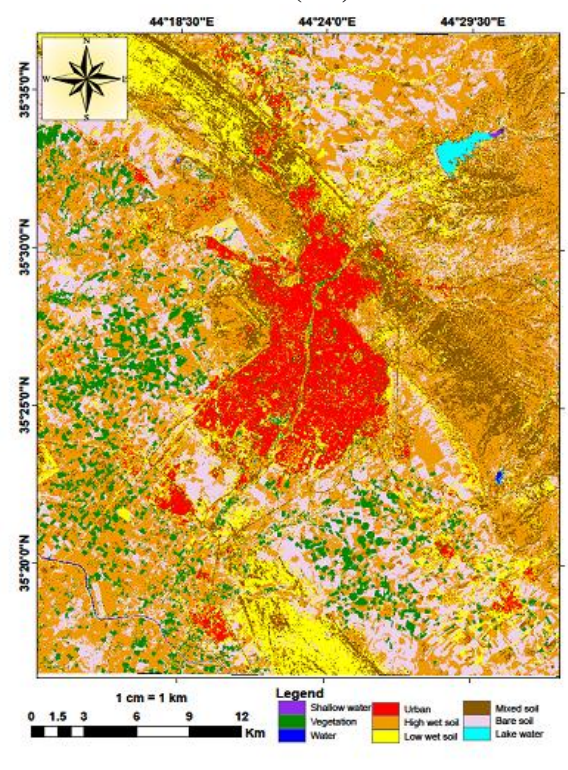 44°18'30"E 44°24'0"E 44°29'30"E
N
W E
S
35°35'0"N
35°30'0"N
35°25'0"N
35°20'0"N
1 cm = 1 km
0 1.5 3 6 9 12
Km
Legend
Shallow water Urban Mixed soil
Vegetation High wet soil Bare soil
Water Low wet soil Lake water